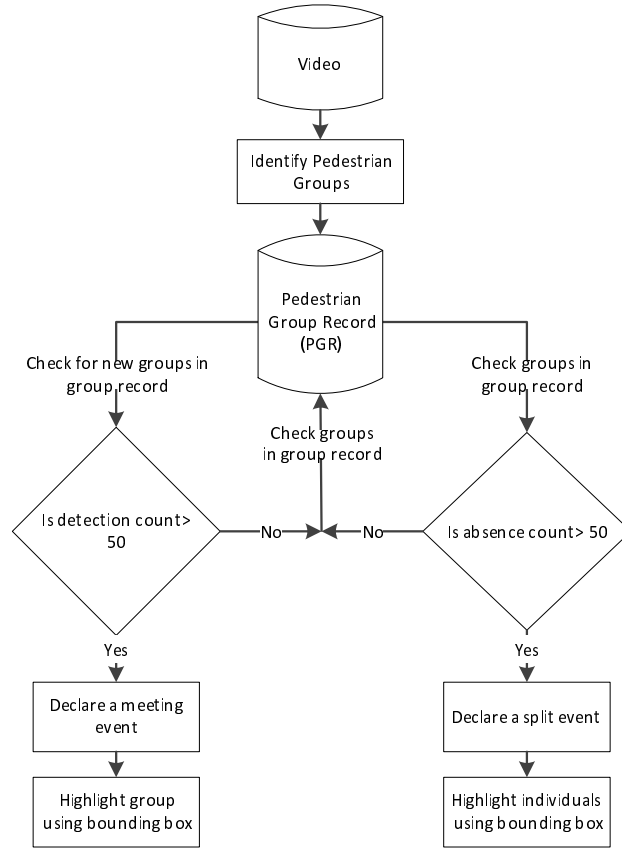 Video
Identify Pedestrian
Groups
Pedestrian
Group Record
(PGR)
Check for new groups in
group record
Check groups in
group record
Check groups
in group record
Is detection count>
50
No
No
Is absence count> 50
Yes
Yes
Declare a meeting
event
Declare a split event
Highlight group
using bounding box
Highlight individuals
using bounding box